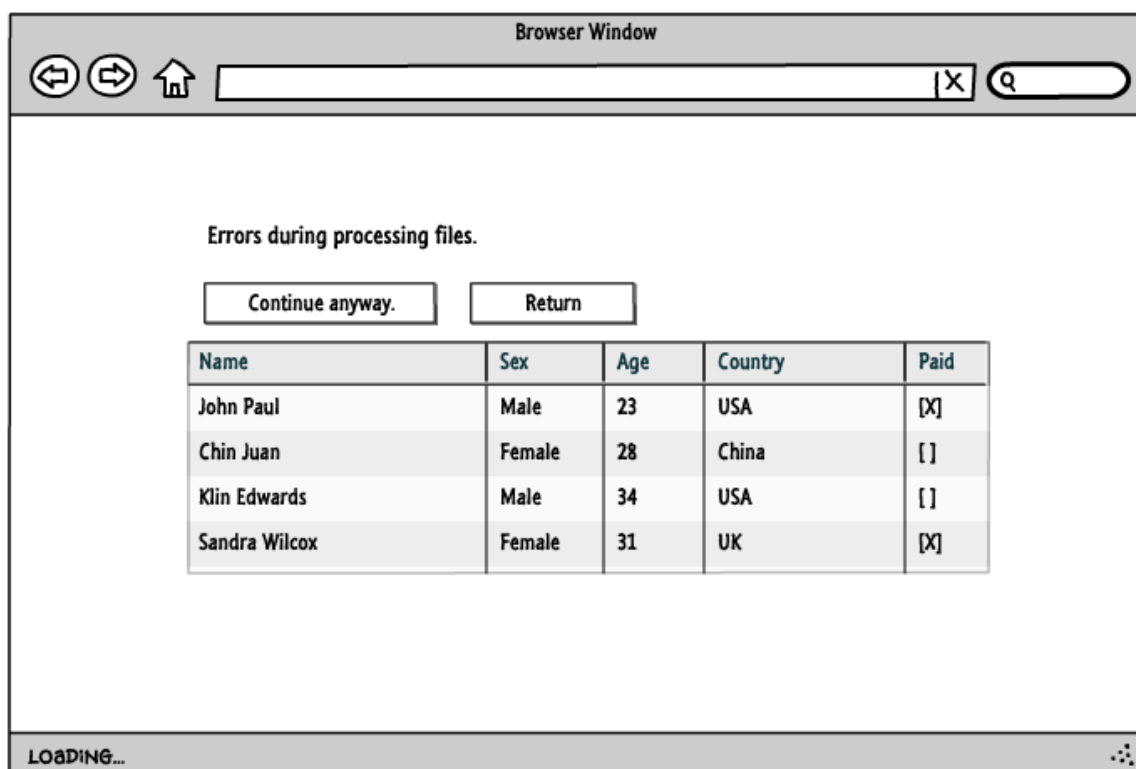 Browser Window
Errors during processing files.
Continue anyway. Return
Name Sex Age Country Paid
John Paul Male 23 USA [X]
Chin Juan Female 28 China [ ]
Klin Edwards Male 34 USA [ ]
Sandra Wilcox Female 31 UK [X]
LOADING...